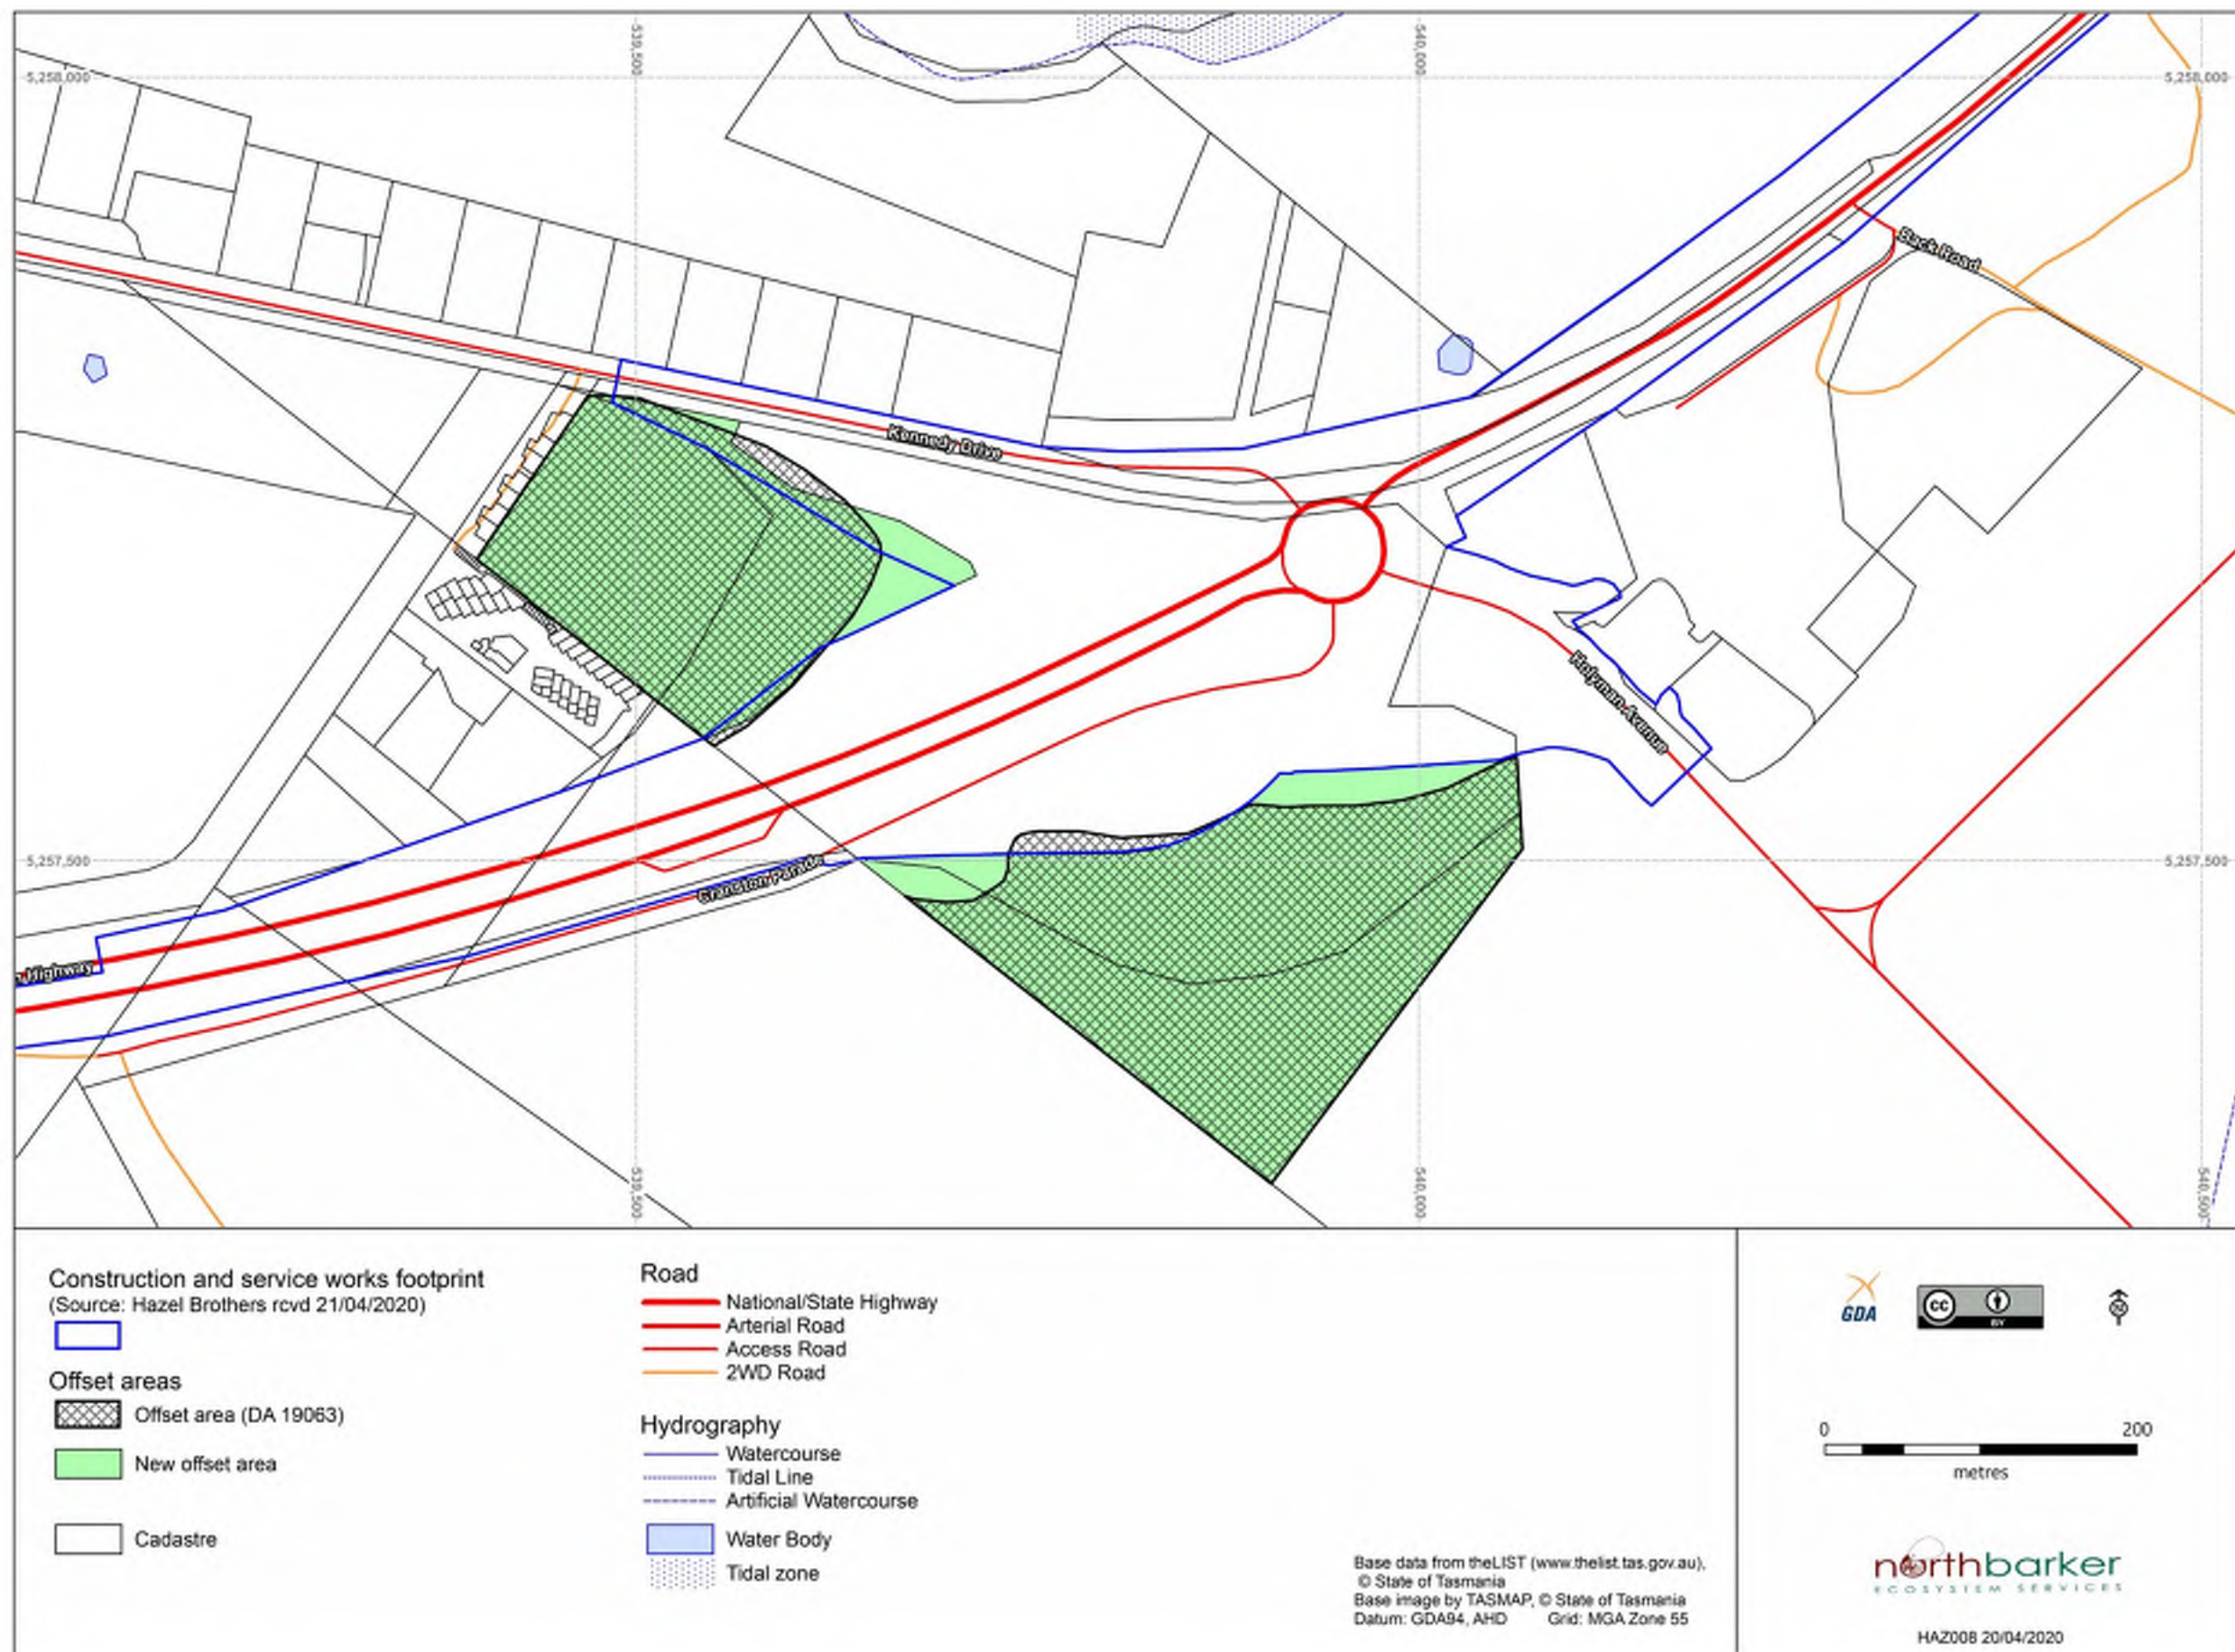 539,500
540,000
5,258,000
5,258,000
Back Road
Kennedy Drive
Holyman Avenue
5,257,500
5,257,500
Cranston Parade
Highway
539,500
540,000
540,500
Construction and service works footprint
(Source: Hazel Brothers rcvd 21/04/2020)
Offset areas
Offset area (DA 19063)
New offset area
Cadastre
Road
National/State Highway
Arterial Road
Access Road
2WD Road
Hydrography
Watercourse
Tidal Line
Artificial Watercourse
Water Body
Tidal zone
Base data from theLIST (www.thelist.tas.gov.au),
© State of Tasmania
Base image by TASMAP, © State of Tasmania
Datum: GDA94, AHD Grid: MGA Zone 55
GDA
cc
BY
0 200
metres
northbarker
ECOSYSTEM SERVICES
HAZ008 20/04/2020